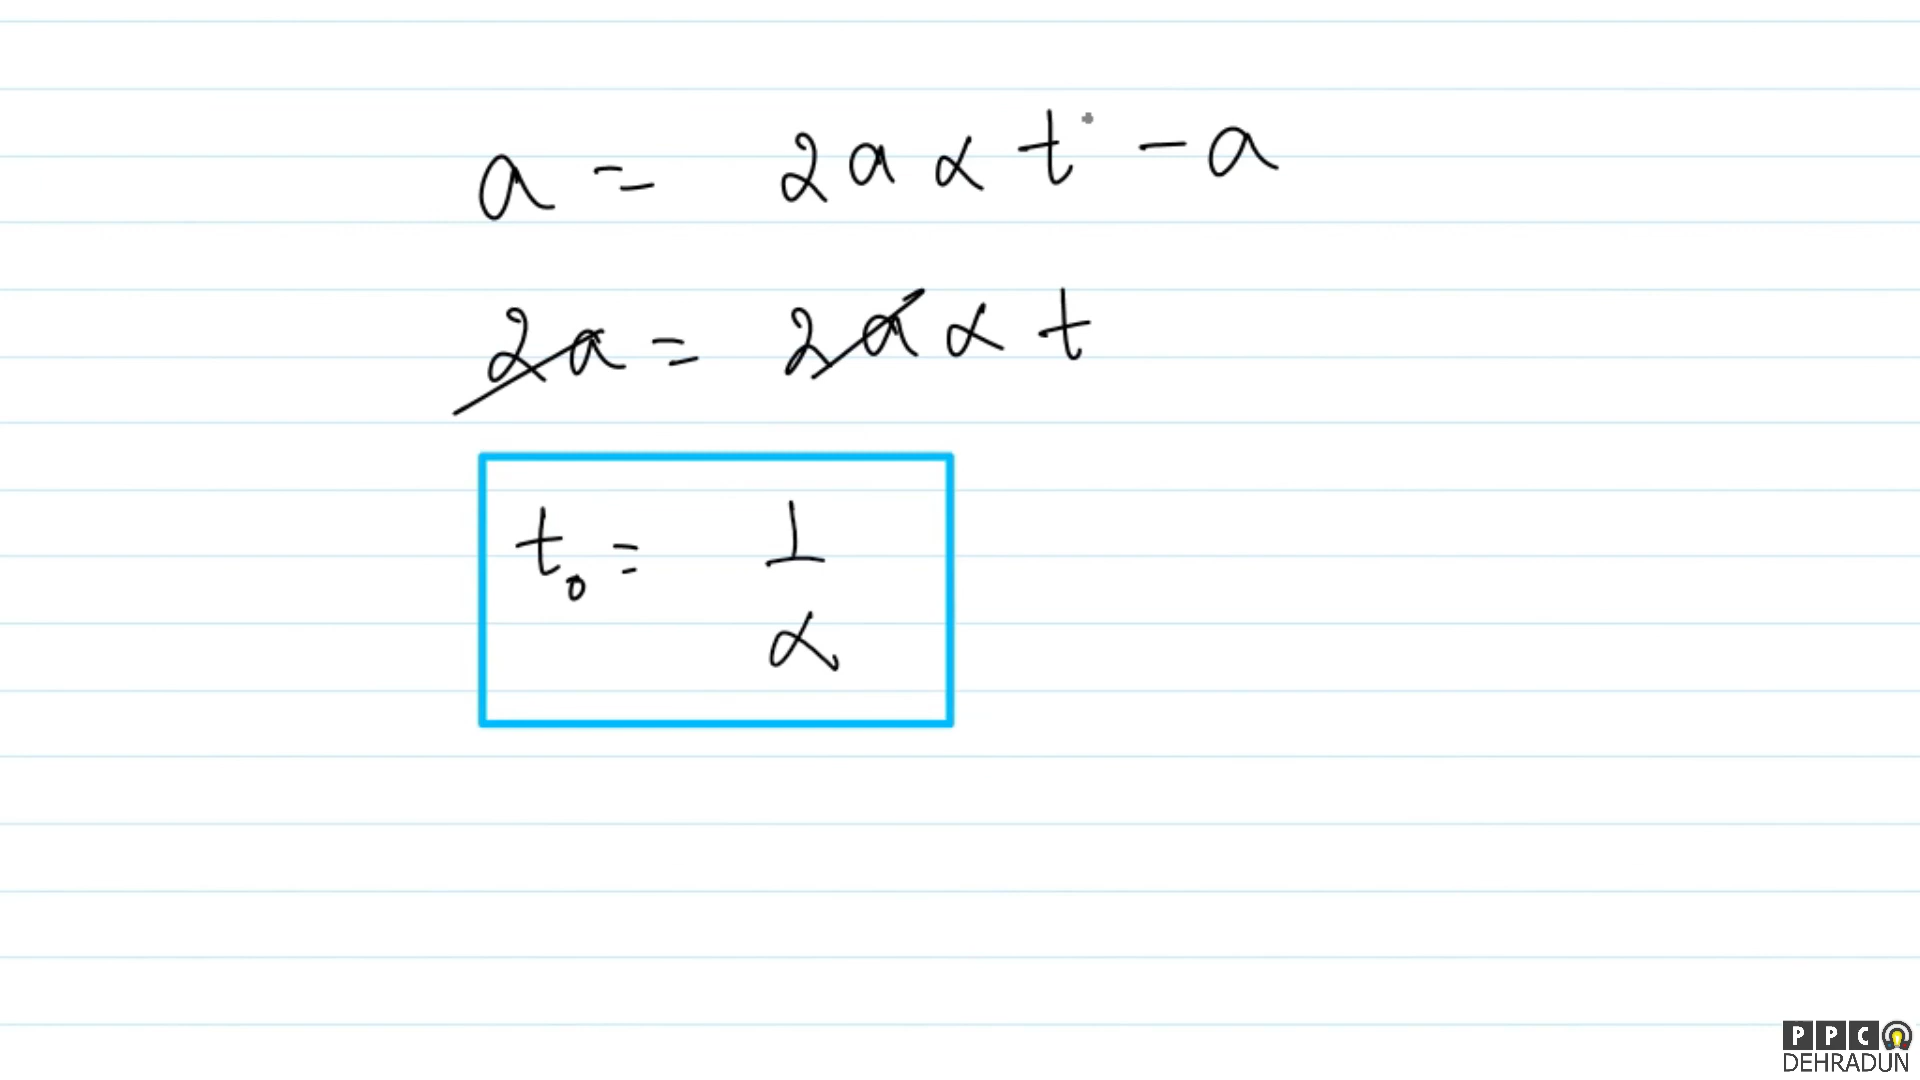 a = 2aαt - a
2a = 2aαt
t₀ = 1
α
PPC
DEHRADUN